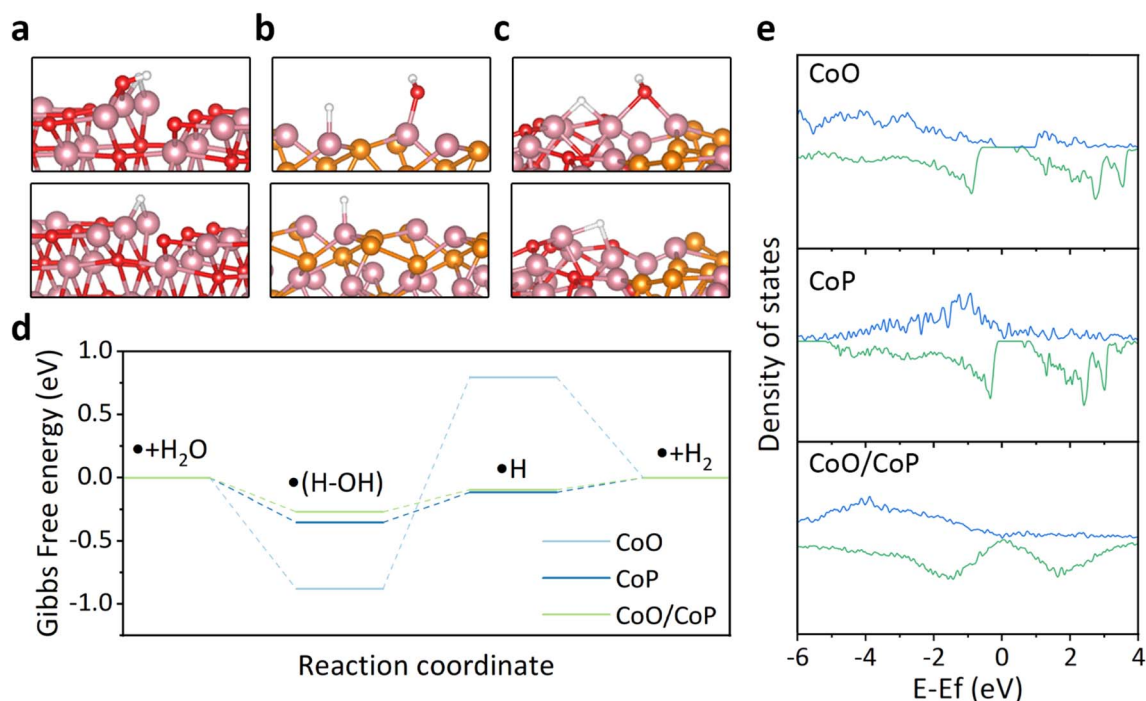 a
b
c
d
1.0
0.5
0.0
-0.5
-1.0
Gibbs Free energy (eV)
•+H₂O
•(H-OH)
•H
•+H₂
CoO
CoP
CoO/CoP
Reaction coordinate
e
CoO
CoP
CoO/CoP
Density of states
-6 -4 -2 0 2 4
E-Ef (eV)